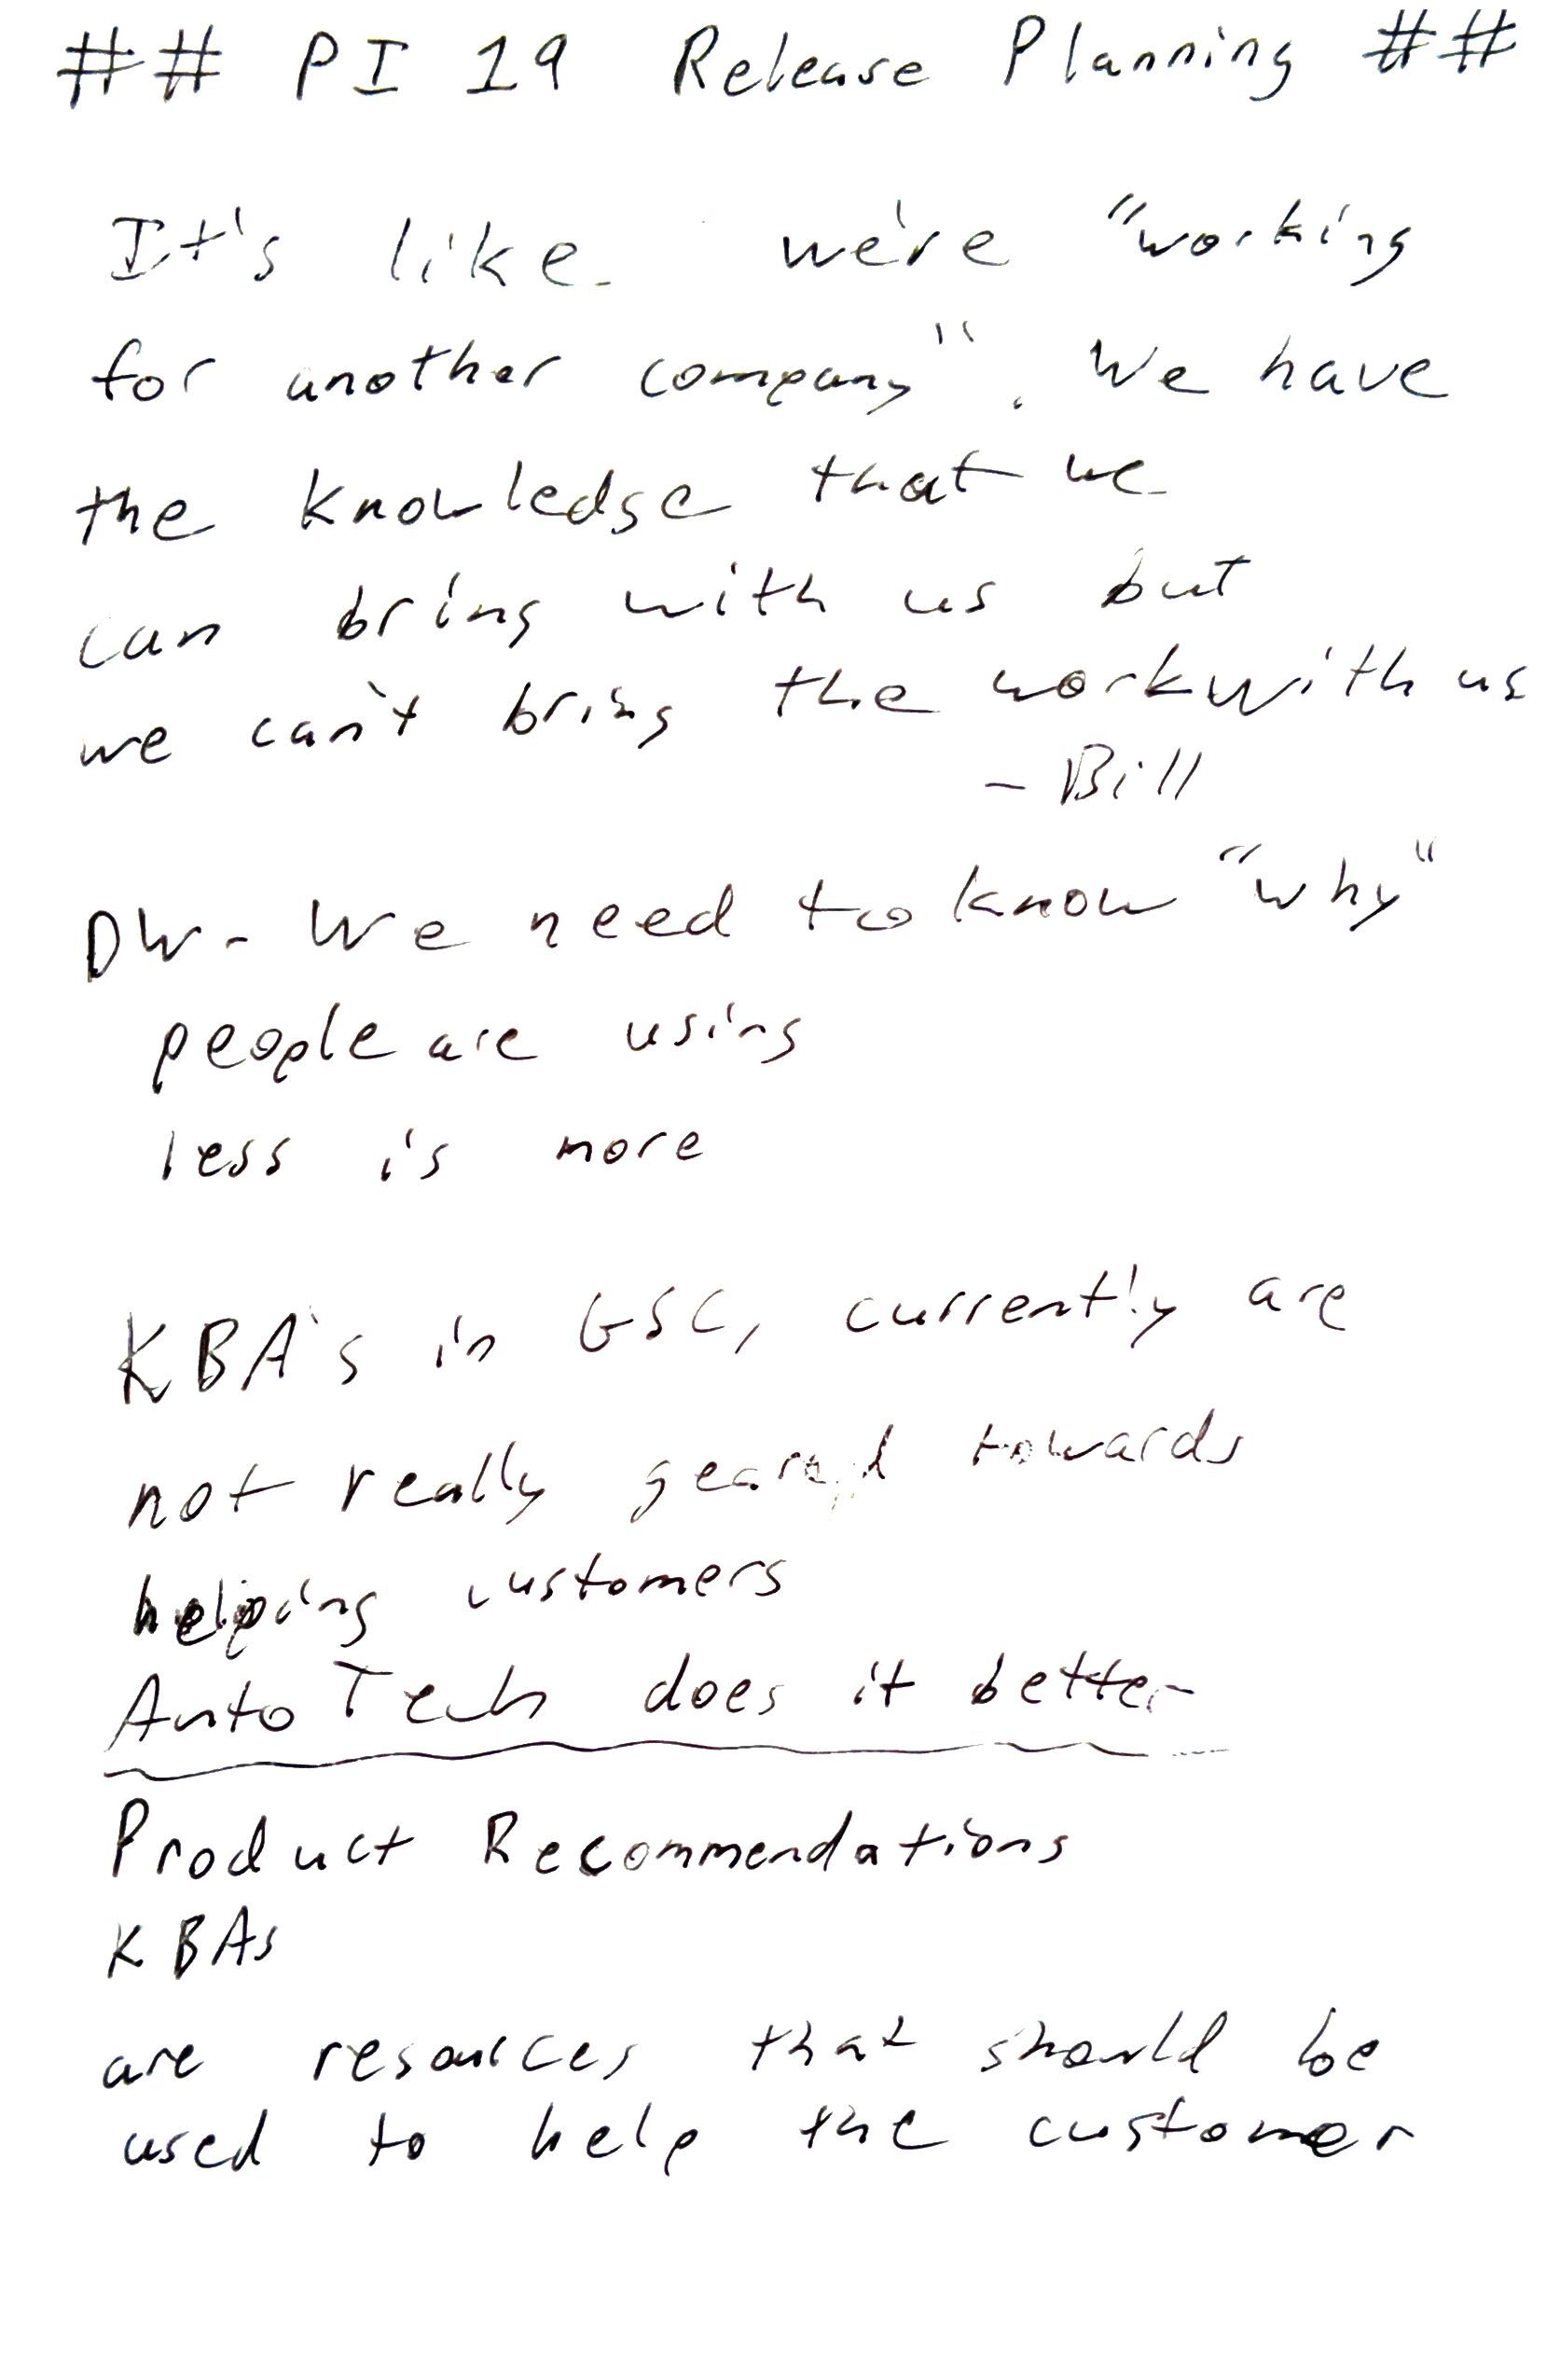 ## PI 19 Release Planning ##
It's like we're "working
for another company". We have
the knowledge that we
can bring with us but
we can't bring the work with us
- Bill
DW- We need to know "why"
people are using
less is more
KBA's in GSC, currently are
not really geared towards
helping customers
AutoTech does it better
Product Recommendations
KBAs
are resources that should be
used to help the customer